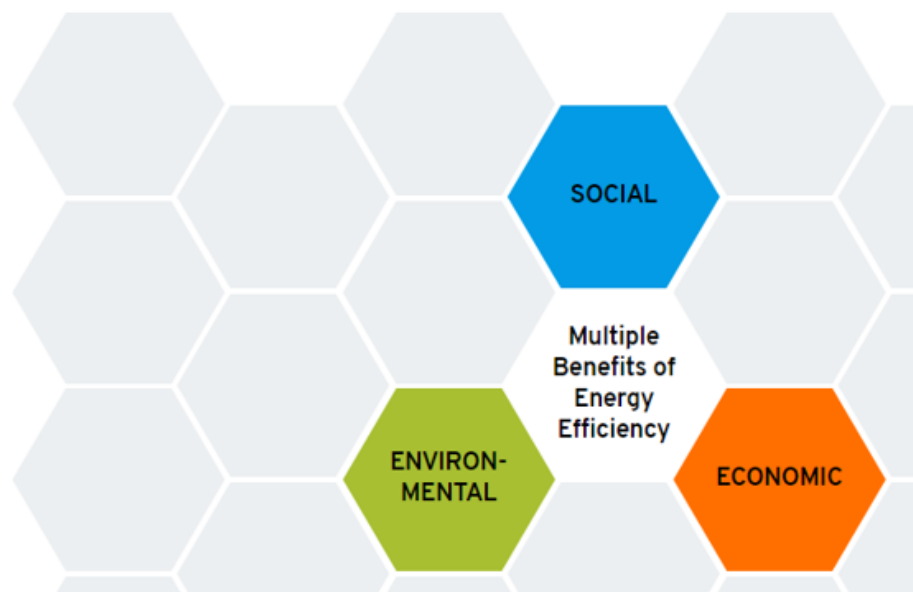 SOCIAL
Multiple
Benefits of
Energy
Efficiency
ENVIRON-
MENTAL
ECONOMIC